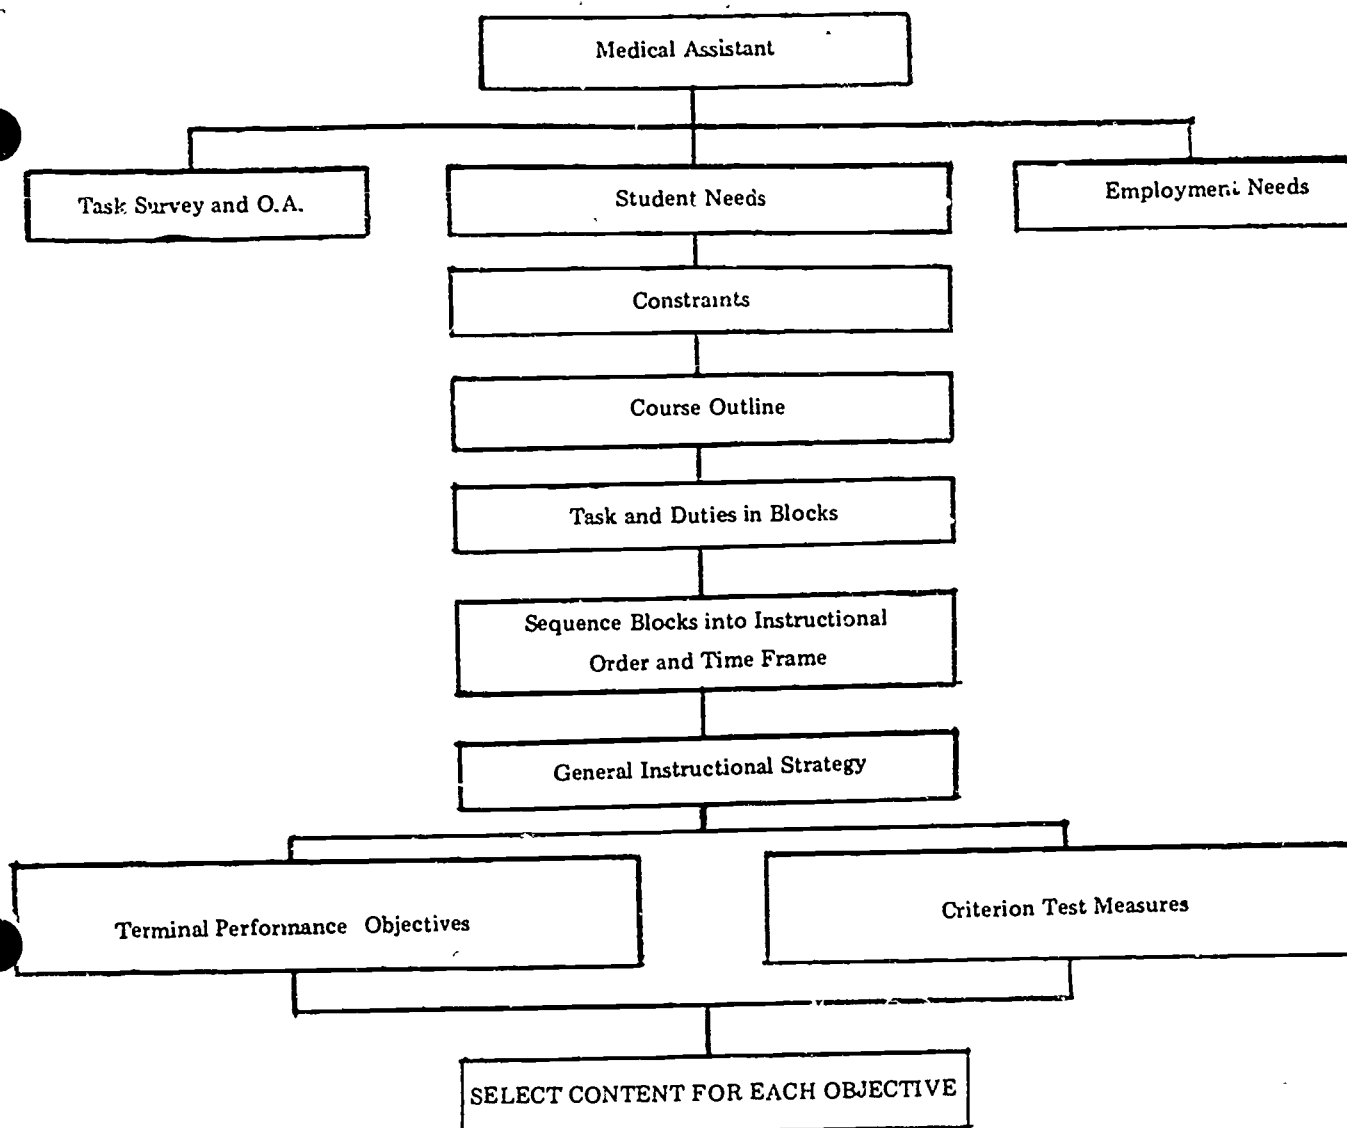 Medical Assistant
Task Survey and O.A.
Student Needs
Employment Needs
Constraints
Course Outline
Task and Duties in Blocks
Sequence Blocks into Instructional
Order and Time Frame
General Instructional Strategy
Terminal Performance Objectives
Criterion Test Measures
SELECT CONTENT FOR EACH OBJECTIVE